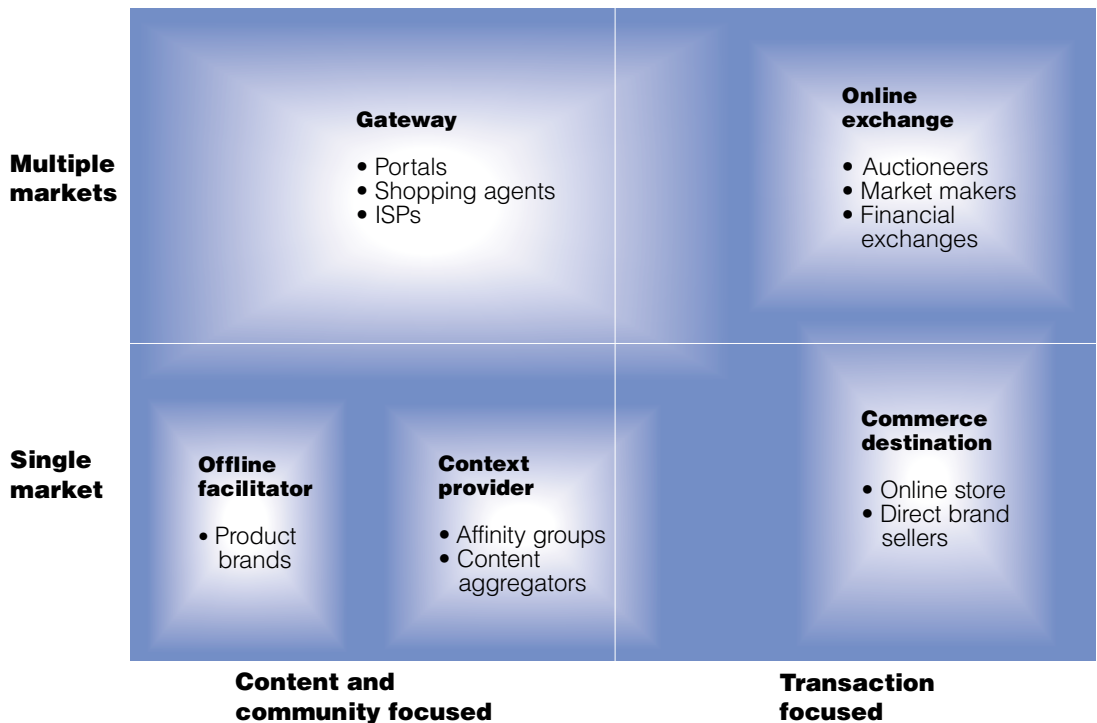 Multiple
markets
Gateway
• Portals
• Shopping agents
• ISPs
Online
exchange
• Auctioneers
• Market makers
• Financial
exchanges
Single
market
Offline
facilitator
• Product
brands
Context
provider
• Affinity groups
• Content
aggregators
Commerce
destination
• Online store
• Direct brand
sellers
Content and
community focused
Transaction
focused